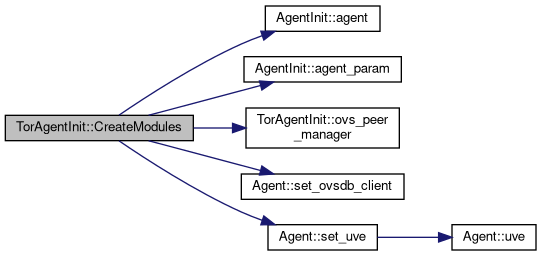 AgentInit::agent
AgentInit::agent_param
TorAgentInit::CreateModules
TorAgentInit::ovs_peer
_manager
Agent::set_ovsdb_client
Agent::set_uve
Agent::uve